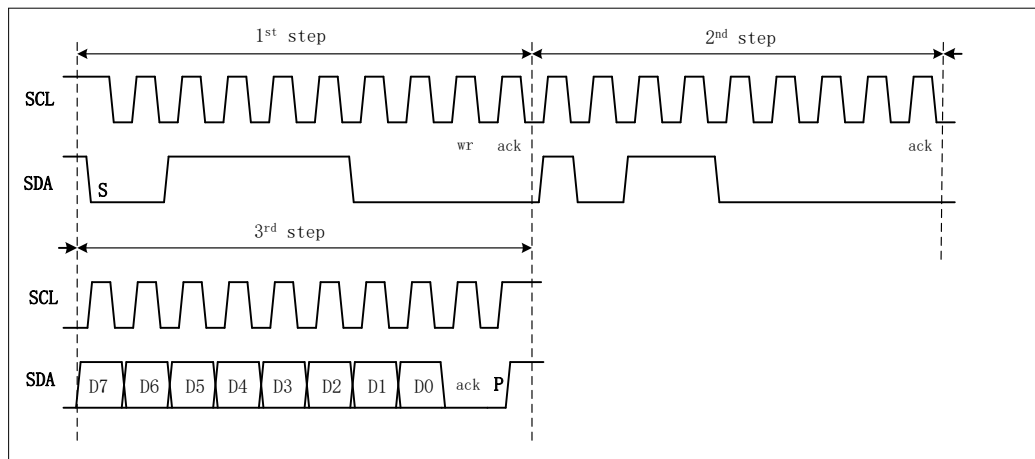 1st step
2nd step
SCL
wr
ack
ack
SDA
S
3rd step
SCL
SDA
D7
D6
D5
D4
D3
D2
D1
D0
ack
P